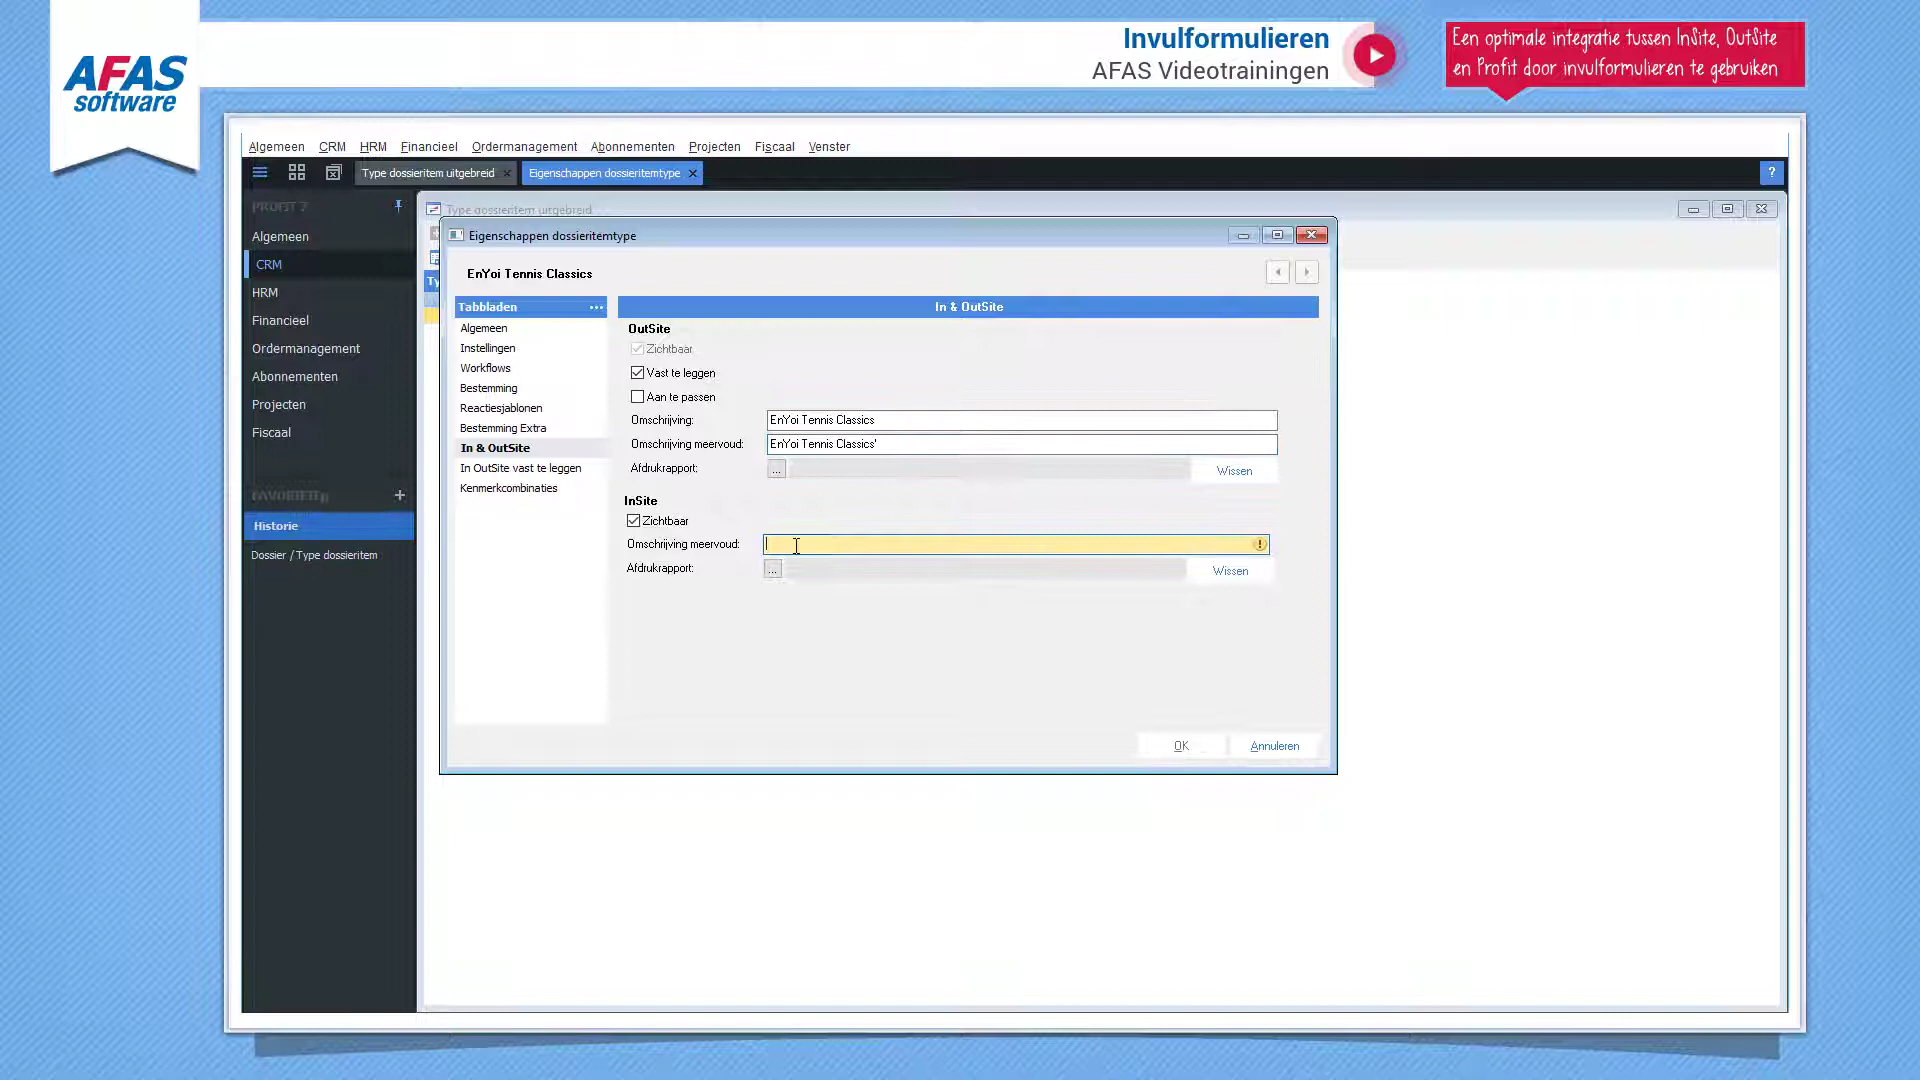 AFAS
software
Invulformulieren
AFAS Videotrainingen
Een optimale integratie tussen InSite, OutSite
en Profit door invulformulieren te gebruiken
Algemeen CRM HRM Financieel Ordermanagement Abonnementen Projecten Fiscaal Venster
Type dossieritem uitgebreid Eigenschappen dossieritemtype ?
PROFIT 7
Algemeen
CRM
HRM
Financieel
Ordermanagement
Abonnementen
Projecten
Fiscaal
FAVORIETEN +
Historie
Dossier / Type dossieritem
Type dossieritem uitgebreid
Ty
Eigenschappen dossieritemtype
EnYoi Tennis Classics
Tabbladen ...
Algemeen
Instellingen
Workflows
Bestemming
Reactiesjablonen
Bestemming Extra
In & OutSite
In OutSite vast te leggen
Kenmerkcombinaties
In & OutSite
OutSite
Zichtbaar
Vast te leggen
Aan te passen
Omschrijving: EnYoi Tennis Classics
Omschrijving meervoud: EnYoi Tennis Classics'
Afdrukrapport: ... Wissen
InSite
Zichtbaar
Omschrijving meervoud:
Afdrukrapport: ... Wissen
OK Annuleren